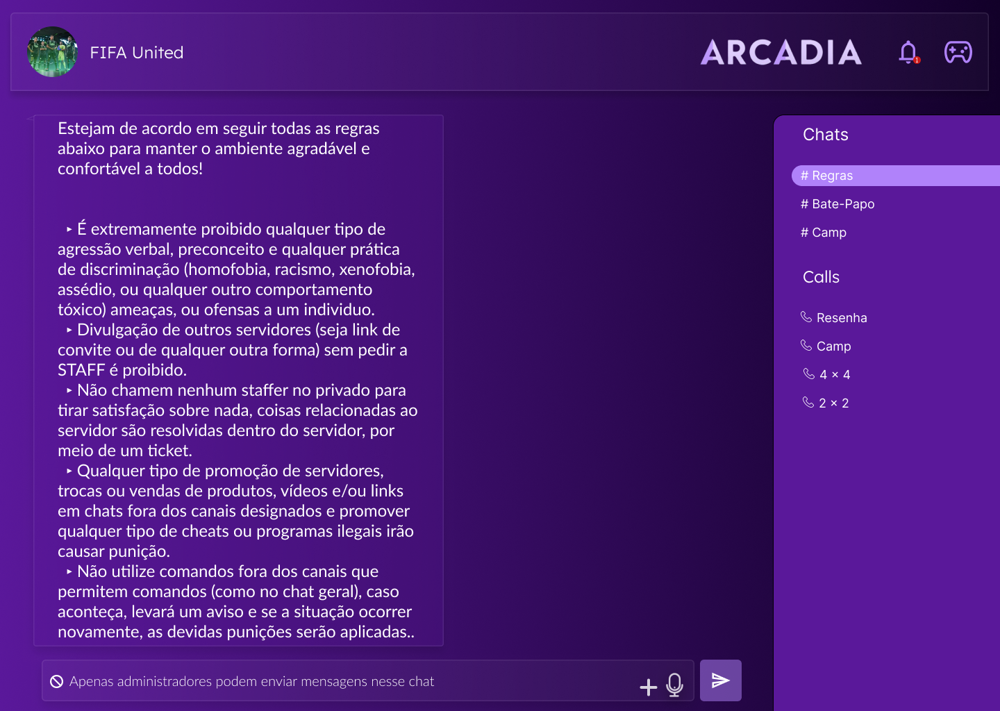 FIFA United
ARCADIA
1
Estejam de acordo em seguir todas as regras
abaixo para manter o ambiente agradável e
confortável a todos!
‣ É extremamente proibido qualquer tipo de
agressão verbal, preconceito e qualquer prática
de discriminação (homofobia, racismo, xenofobia,
assédio, ou qualquer outro comportamento
tóxico) ameaças, ou ofensas a um individuo.
‣ Divulgação de outros servidores (seja link de
convite ou de qualquer outra forma) sem pedir a
STAFF é proibido.
‣ Não chamem nenhum staffer no privado para
tirar satisfação sobre nada, coisas relacionadas ao
servidor são resolvidas dentro do servidor, por
meio de um ticket.
‣ Qualquer tipo de promoção de servidores,
trocas ou vendas de produtos, vídeos e/ou links
em chats fora dos canais designados e promover
qualquer tipo de cheats ou programas ilegais irão
causar punição.
‣ Não utilize comandos fora dos canais que
permitem comandos (como no chat geral), caso
aconteça, levará um aviso e se a situação ocorrer
novamente, as devidas punições serão aplicadas..
Apenas administradores podem enviar mensagens nesse chat
Chats
# Regras
# Bate-Papo
# Camp
Calls
Resenha
Camp
4 × 4
2 × 2